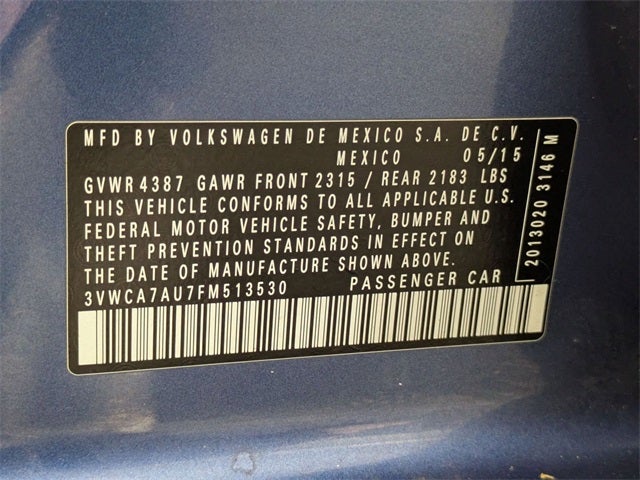 MFD BY VOLKSWAGEN DE MEXICO S.A. DE C.V.
MEXICO 05/15
GVWR 4387 GAWR FRONT 2315 / REAR 2183 LBS
THIS VEHICLE CONFORMS TO ALL APPLICABLE U.S.
FEDERAL MOTOR VEHICLE SAFETY, BUMPER AND
THEFT PREVENTION STANDARDS IN EFFECT ON
THE DATE OF MANUFACTURE SHOWN ABOVE.
3VWCA7AU7FM513530 PASSENGER CAR
2013020 3146 M